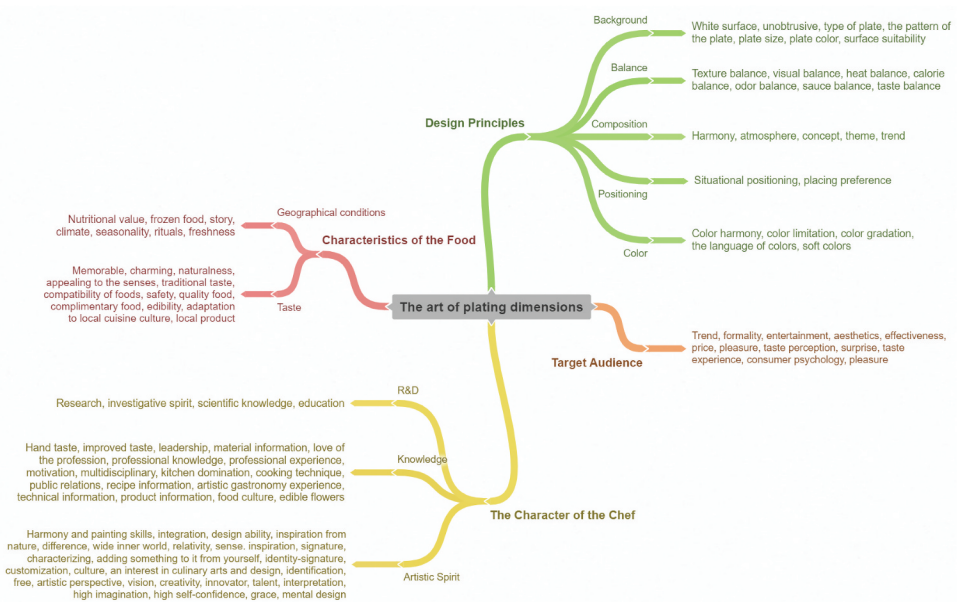 Background
White surface, unobtrusive, type of plate, the pattern of
the plate, plate size, plate color, surface suitability
Balance
Texture balance, visual balance, heat balance, calorie
balance, odor balance, sauce balance, taste balance
Design Principles
Composition
Harmony, atmosphere, concept, theme, trend
Situational positioning, placing preference
Positioning
Color harmony, color limitation, color gradation,
the language of colors, soft colors
Color
Geographical conditions
Nutritional value, frozen food, story,
climate, seasonality, rituals, freshness
Characteristics of the Food
Memorable, charming, naturalness,
appealing to the senses, traditional taste,
compatibility of foods, safety, quality food,
complimentary food, edibility, adaptation
to local cuisine culture, local product
Taste
The art of plating dimensions
Trend, formality, entertainment, aesthetics, effectiveness,
price, pleasure, taste perception, surprise, taste
experience, consumer psychology, pleasure
Target Audience
R&D
Research, investigative spirit, scientific knowledge, education
Hand taste, improved taste, leadership, material information, love of
the profession, professional knowledge, professional experience,
motivation, multidisciplinary, kitchen domination, cooking technique,
public relations, recipe information, artistic gastronomy experience,
technical information, product information, food culture, edible flowers
Knowledge
The Character of the Chef
Harmony and painting skills, integration, design ability, inspiration from
nature, difference, wide inner world, relativity, sense. inspiration, signature,
characterizing, adding something to it from yourself, identity-signature,
customization, culture, an interest in culinary arts and design, identification,
free, artistic perspective, vision, creativity, innovator, talent, interpretation,
high imagination, high self-confidence, grace, mental design
Artistic Spirit